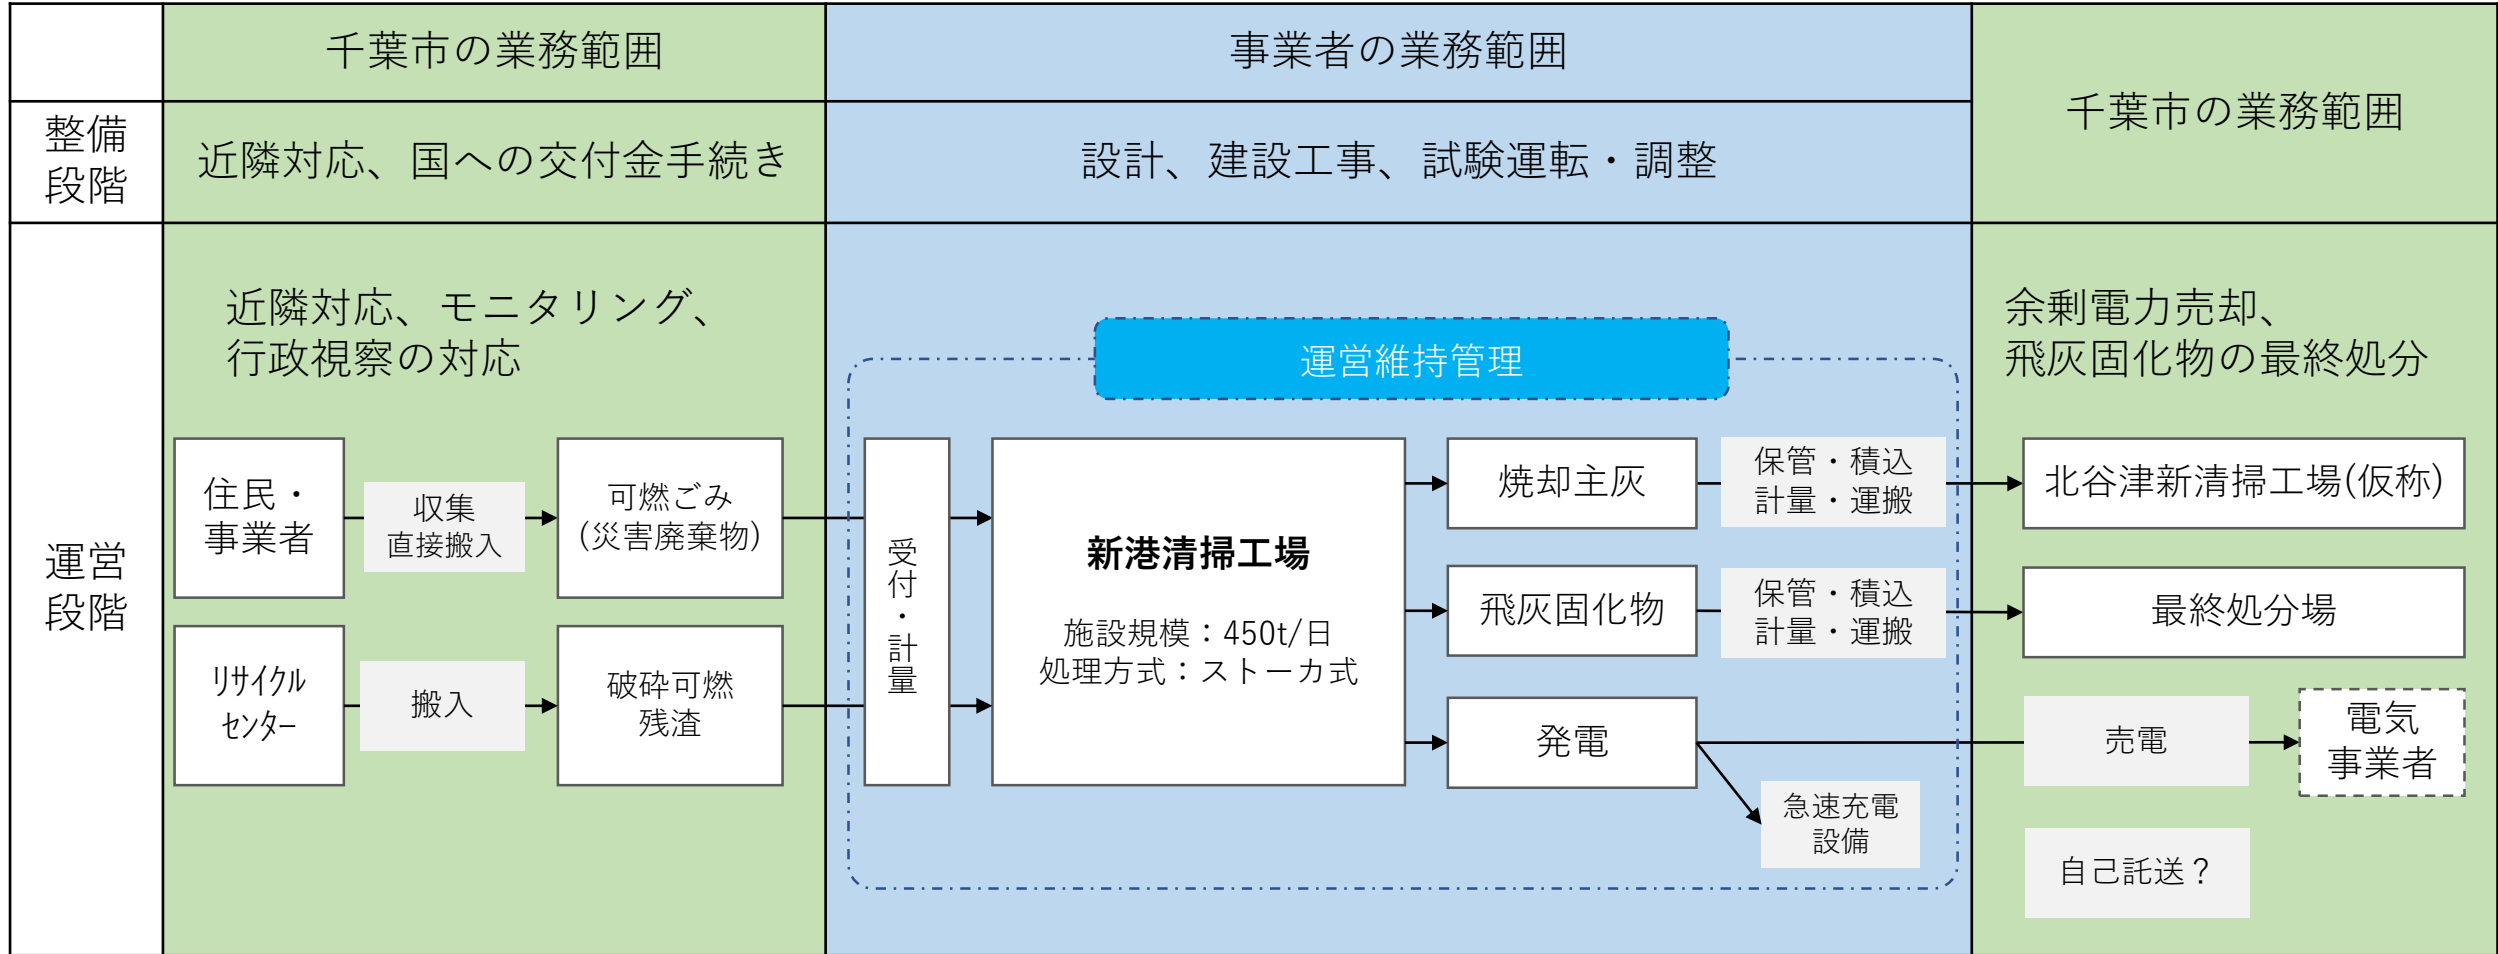 千葉市の業務範囲
事業者の業務範囲
千葉市の業務範囲
整備
段階
近隣対応、国への交付金手続き
設計、建設工事、試験運転・調整
運営
段階
近隣対応、モニタリング、
行政視察の対応
住民・
事業者
収集
直接搬入
可燃ごみ
(災害廃棄物)
リサイクル
センター
搬入
破砕可燃
残渣
運営維持管理
受付・計量
新港清掃工場
施設規模：450t/日
処理方式：ストーカ式
焼却主灰
保管・積込
計量・運搬
飛灰固化物
保管・積込
計量・運搬
発電
急速充電
設備
余剰電力売却、
飛灰固化物の最終処分
北谷津新清掃工場(仮称)
最終処分場
売電
電気
事業者
自己託送？